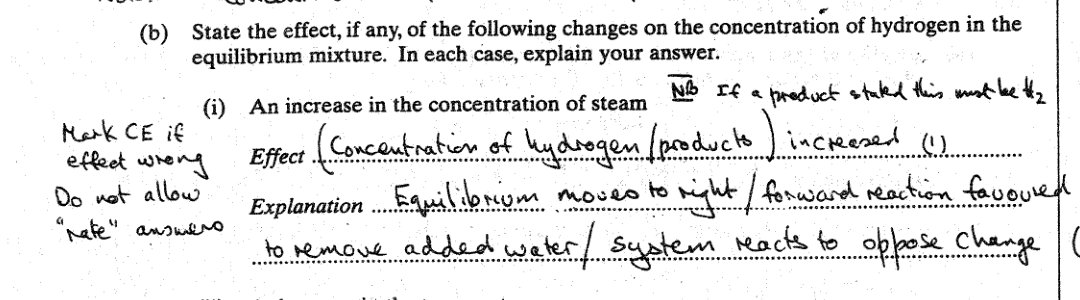 (b) State the effect, if any, of the following changes on the concentration of hydrogen in the
equilibrium mixture. In each case, explain your answer.
NB If a product stated this must be H2
(i) An increase in the concentration of steam
Mark CE if
effect wrong
Do not allow
"rate" answers
Effect (Concentration of hydrogen/products) increased (1)
Explanation Equilibrium moves to right / forward reaction favoured
to remove added water / system reacts to oppose change (